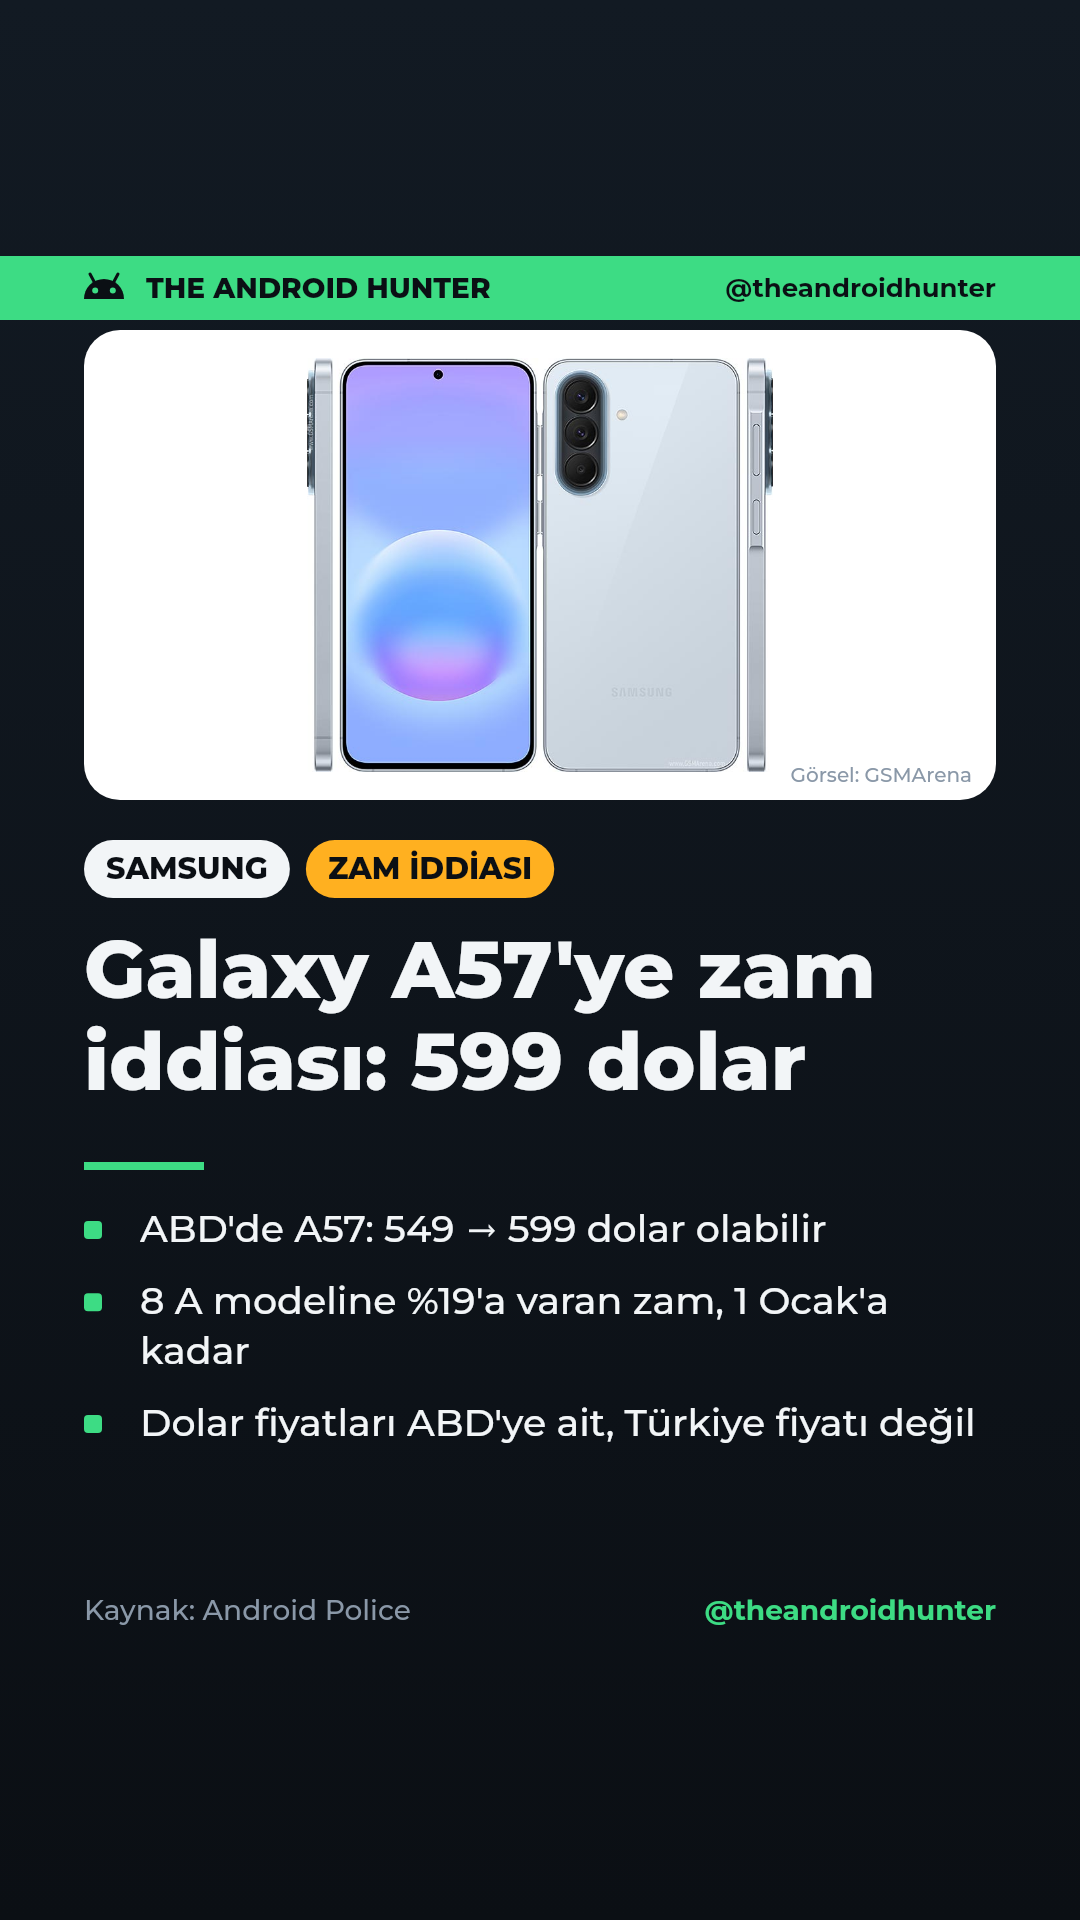 THE ANDROID HUNTER
@theandroidhunter
SAMSUNG
Görsel: GSMArena
SAMSUNG
ZAM İDDİASI
Galaxy A57'ye zam
iddiası: 599 dolar
ABD'de A57: 549 → 599 dolar olabilir
8 A modeline %19'a varan zam, 1 Ocak'a
kadar
Dolar fiyatları ABD'ye ait, Türkiye fiyatı değil
Kaynak: Android Police
@theandroidhunter